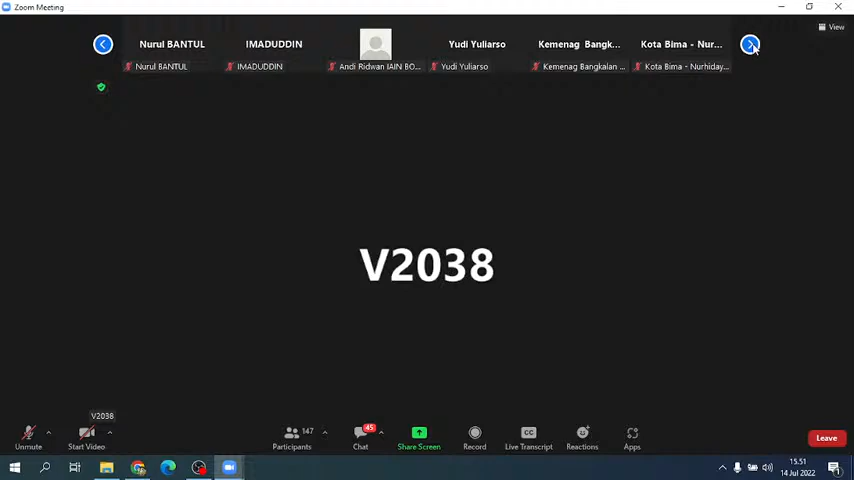 Zoom Meeting
View
Nurul BANTUL
IMADUDDIN
Yudi Yuliarso
Kemenag Bangk...
Kota Bima - Nur...
Nurul BANTUL
IMADUDDIN
Andi Ridwan IAIN BO...
Yudi Yuliarso
Kemenag Bangkalan ...
Kota Bima - Nurhiday...
V2038
V2038
147
45
CC
Unmute
Start Video
Participants
Chat
Share Screen
Record
Live Transcript
Reactions
Apps
Leave
15.51
14 Jul 2022
1